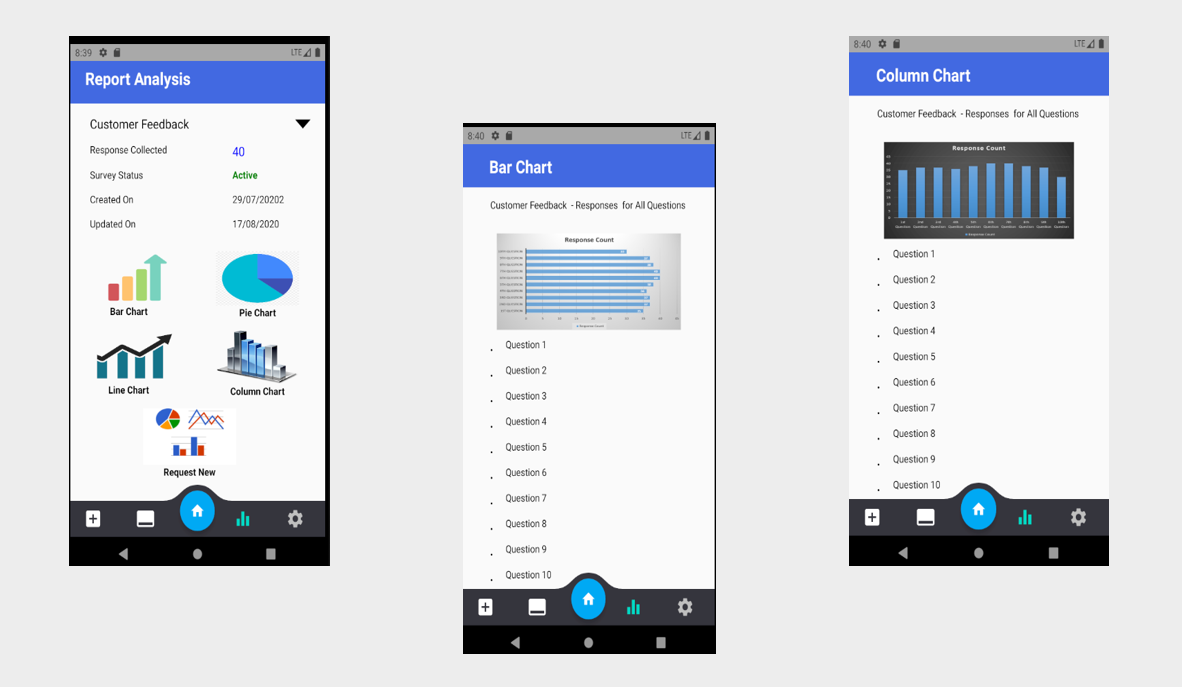 8:39
LTE
Report Analysis
Customer Feedback
Response Collected 40
Survey Status Active
Created On 29/07/20202
Updated On 17/08/2020
Bar Chart
Pie Chart
Line Chart
Column Chart
Request New
8:40
LTE
Bar Chart
Customer Feedback - Responses for All Questions
Response Count
Response Count
Question 1
Question 2
Question 3
Question 4
Question 5
Question 6
Question 7
Question 8
Question 9
Question 10
8:40
LTE
Column Chart
Customer Feedback - Responses for All Questions
Response Count
Response Count
Question 1
Question 2
Question 3
Question 4
Question 5
Question 6
Question 7
Question 8
Question 9
Question 10